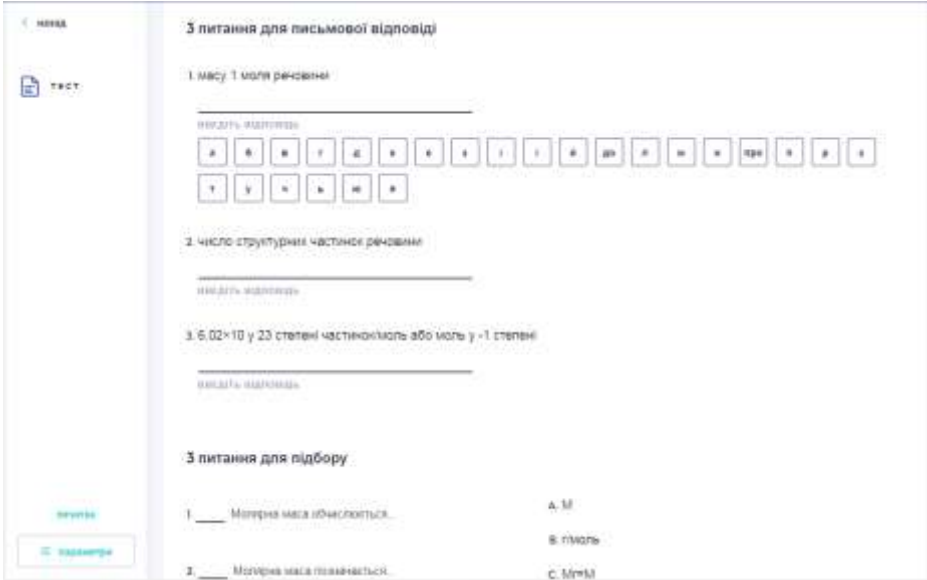 назад
тест
3 питання для письмової відповіді
1. масу 1 моля речовини
введіть відповідь
т у ч ь ю я
2. число структурних частинок речовини
введіть відповідь
3. 6,02×10 у 23 степені частинок/моль або моль у -1 степені
введіть відповідь
3 питання для підбору
1. ____ Молярна маса обчислюється...
A. M
B. г/моль
параметри
2. ____ Молярна маса позначається...
C. Mr=M